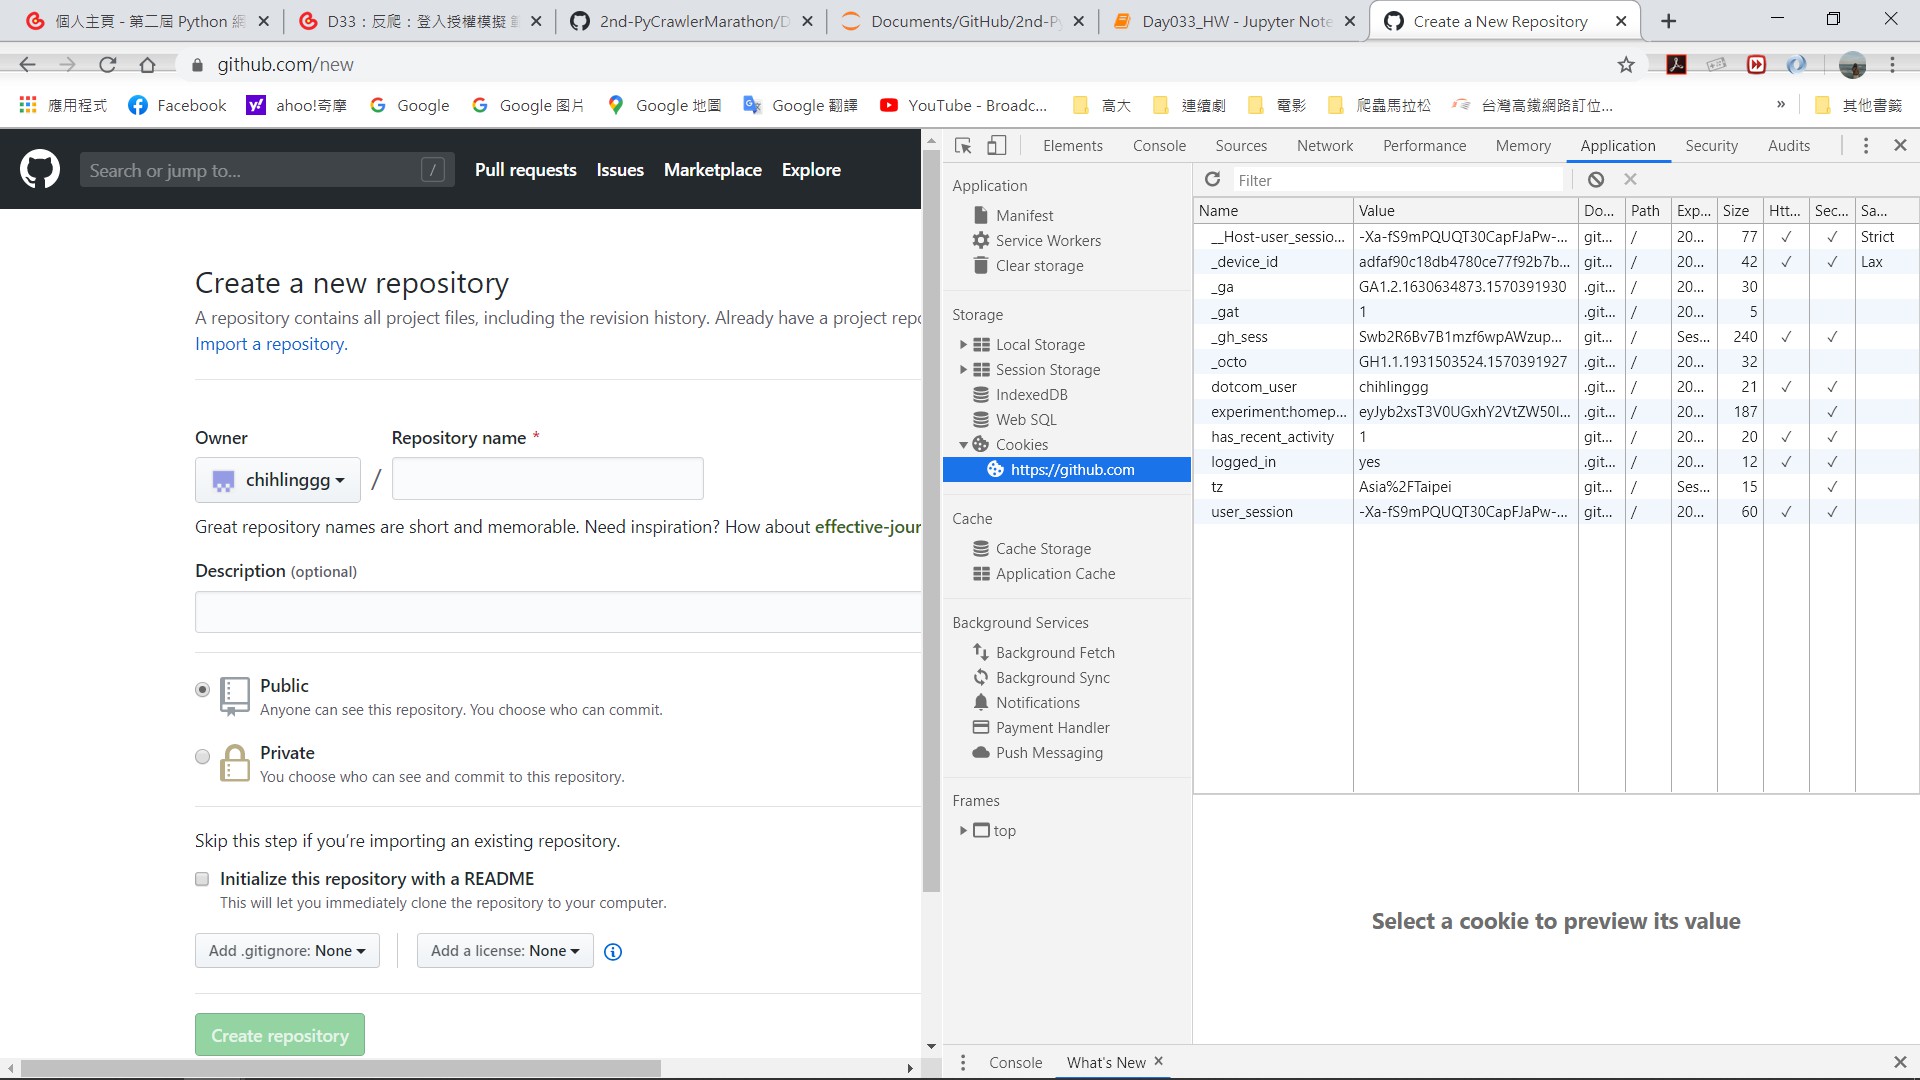 個人主頁 - 第二屆 Python 網
D33：反爬：登入授權模擬
2nd-PyCrawlerMarathon/D
Documents/GitHub/2nd-Py
Day033_HW - Jupyter Note
Create a New Repository
github.com/new
應用程式
Facebook
ahoo!奇摩
Google
Google 圖片
Google 地圖
Google 翻譯
YouTube - Broadc...
高大
連續劇
電影
爬蟲馬拉松
台灣高鐵網路訂位...
»
其他書籤
Search or jump to...
/
Pull requests
Issues
Marketplace
Explore
Create a new repository
A repository contains all project files, including the revision history. Already have a project repo
Import a repository.
Owner
Repository name *
chihlinggg
/
Great repository names are short and memorable. Need inspiration? How about effective-jour
Description (optional)
Public
Anyone can see this repository. You choose who can commit.
Private
You choose who can see and commit to this repository.
Skip this step if you’re importing an existing repository.
Initialize this repository with a README
This will let you immediately clone the repository to your computer.
Add .gitignore: None
Add a license: None
Create repository
Elements
Console
Sources
Network
Performance
Memory
Application
Security
Audits
Application
Manifest
Service Workers
Clear storage
Storage
Local Storage
Session Storage
IndexedDB
Web SQL
Cookies
https://github.com
Cache
Cache Storage
Application Cache
Background Services
Background Fetch
Background Sync
Notifications
Payment Handler
Push Messaging
Frames
top
Filter
Name Value Do... Path Exp... Size Htt... Sec... Sa...
__Host-user_sessio... -Xa-fS9mPQUQT30CapFJaPw-... git... / 20... 77 ✓ ✓ Strict
_device_id adfaf90c18db4780ce77f92b7b... git... / 20... 42 ✓ ✓ Lax
_ga GA1.2.1630634873.1570391930 .git... / 20... 30
_gat 1 .git... / 20... 5
_gh_sess Swb2R6Bv7B1mzf6wpAWzup... git... / Ses... 240 ✓ ✓
_octo GH1.1.1931503524.1570391927 .git... / 20... 32
dotcom_user chihlinggg .git... / 20... 21 ✓ ✓
experiment:homep... eyJyb2xsT3V0UGxhY2VtZW50I... .git... / 20... 187 ✓
has_recent_activity 1 git... / 20... 20 ✓ ✓
logged_in yes .git... / 20... 12 ✓ ✓
tz Asia%2FTaipei git... / Ses... 15 ✓
user_session -Xa-fS9mPQUQT30CapFJaPw-... git... / 20... 60 ✓ ✓
Select a cookie to preview its value
Console
What's New